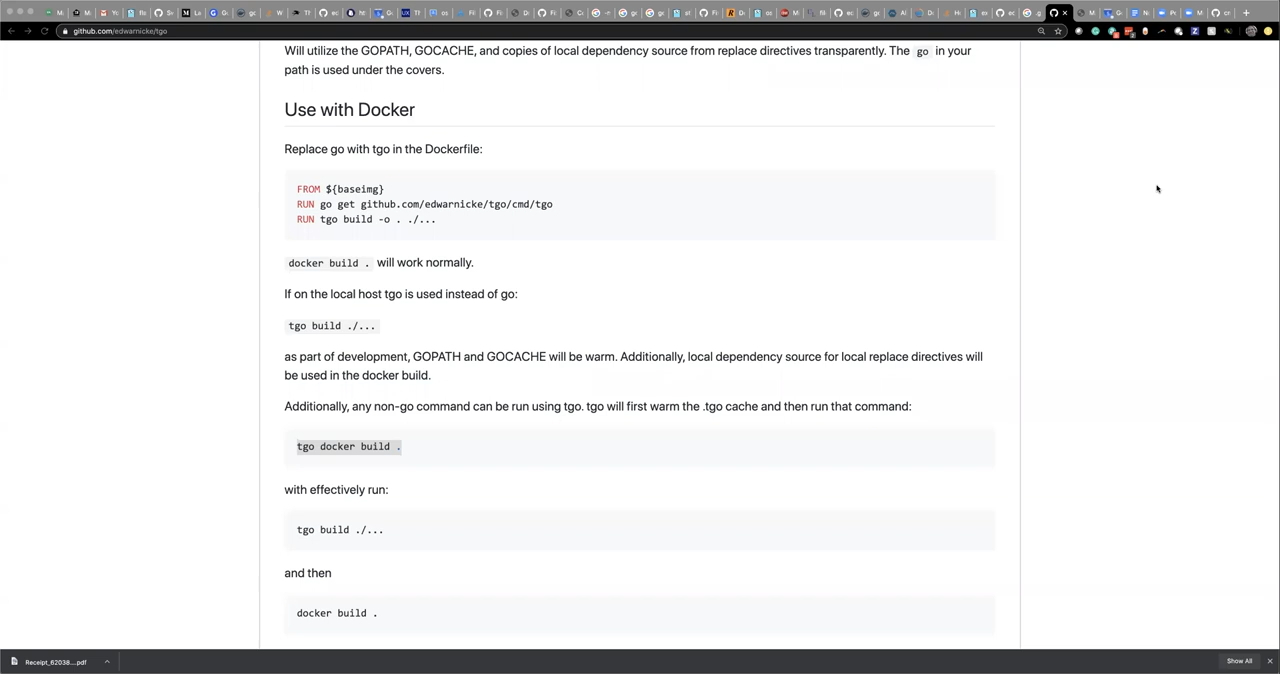 github.com/edwarnicke/tgo
Will utilize the GOPATH, GOCACHE, and copies of local dependency source from replace directives transparently. The go in your
path is used under the covers.
Use with Docker
Replace go with tgo in the Dockerfile:
FROM ${baseimg}
RUN go get github.com/edwarnicke/tgo/cmd/tgo
RUN tgo build -o . ./...
docker build . will work normally.
If on the local host tgo is used instead of go:
tgo build ./...
as part of development, GOPATH and GOCACHE will be warm. Additionally, local dependency source for local replace directives will
be used in the docker build.
Additionally, any non-go command can be run using tgo. tgo will first warm the .tgo cache and then run that command:
tgo docker build .
with effectively run:
tgo build ./...
and then
docker build .
Receipt_62038....pdf
Show All